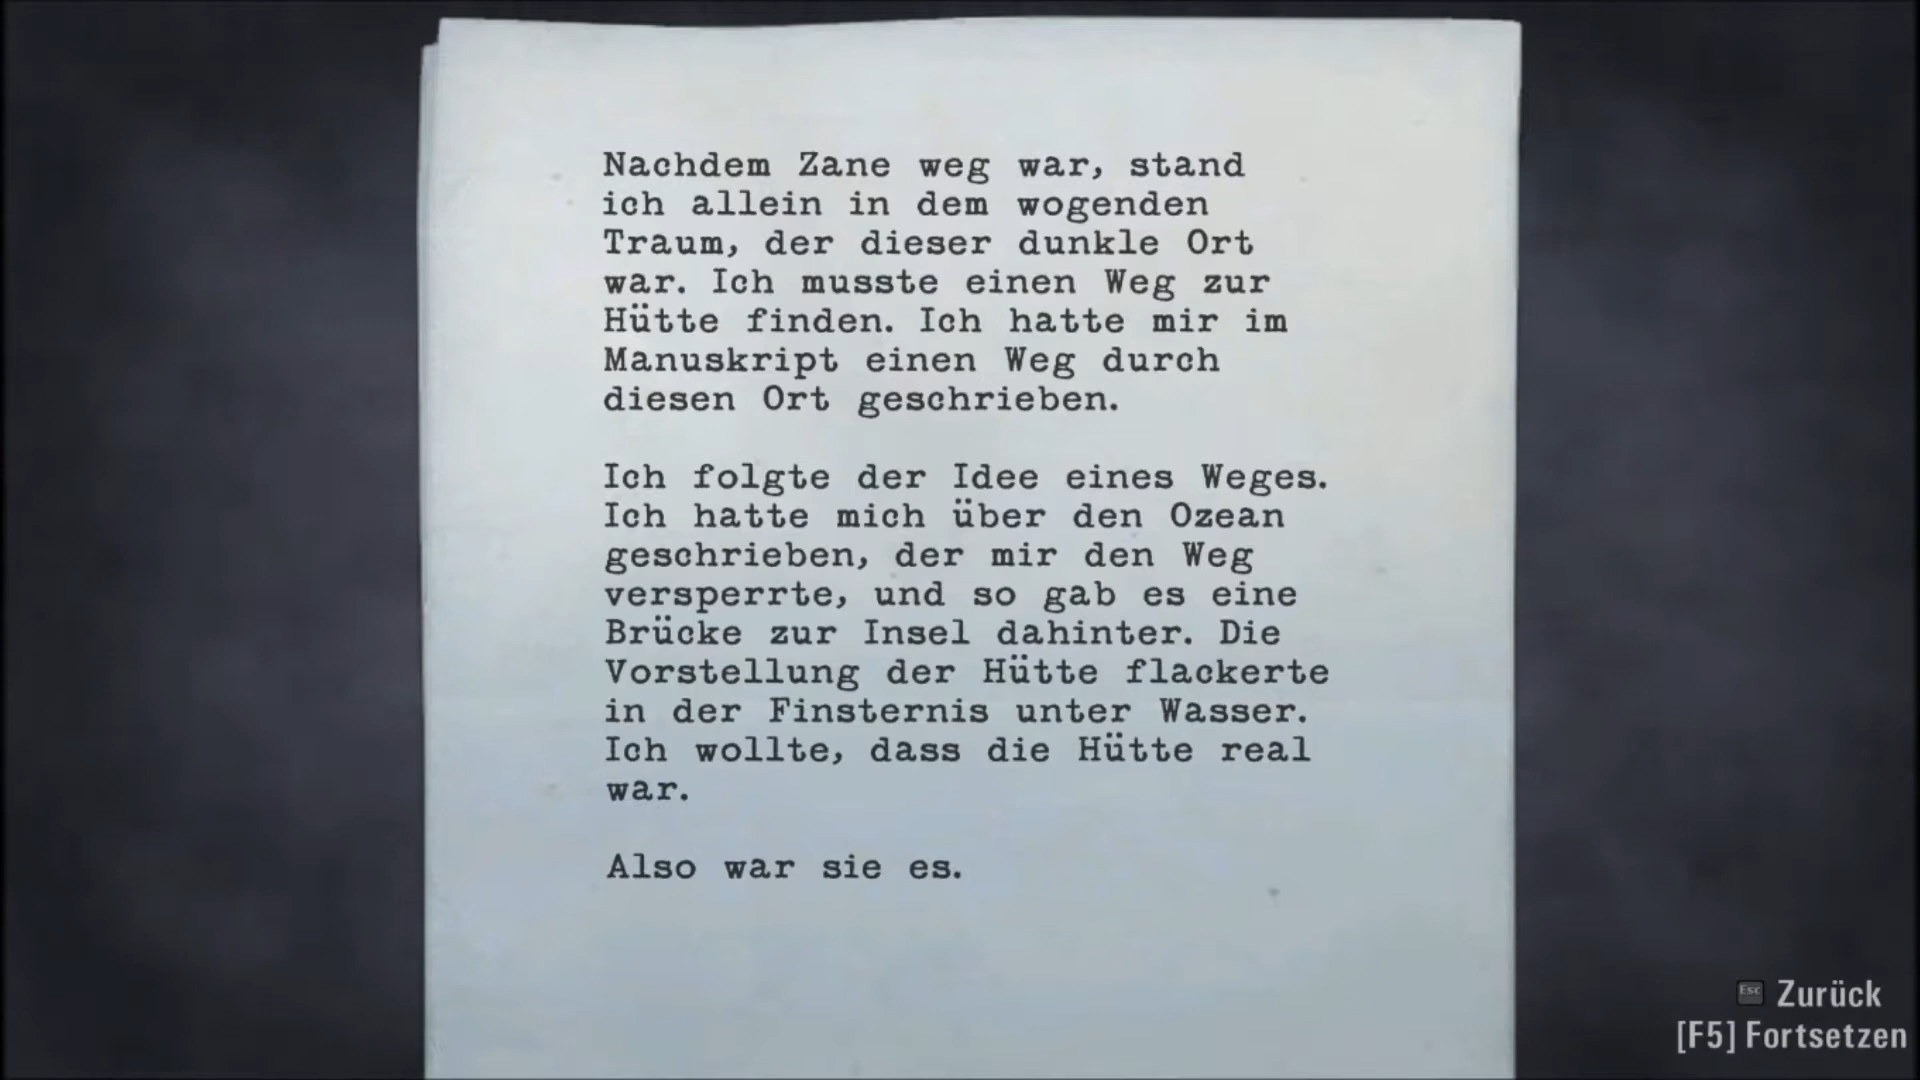 Nachdem Zane weg war, stand
ich allein in dem wogenden
Traum, der dieser dunkle Ort
war. Ich musste einen Weg zur
Hütte finden. Ich hatte mir im
Manuskript einen Weg durch
diesen Ort geschrieben.
Ich folgte der Idee eines Weges.
Ich hatte mich über den Ozean
geschrieben, der mir den Weg
versperrte, und so gab es eine
Brücke zur Insel dahinter. Die
Vorstellung der Hütte flackerte
in der Finsternis unter Wasser.
Ich wollte, dass die Hütte real
war.
Also war sie es.
Esc Zurück
[F5] Fortsetzen